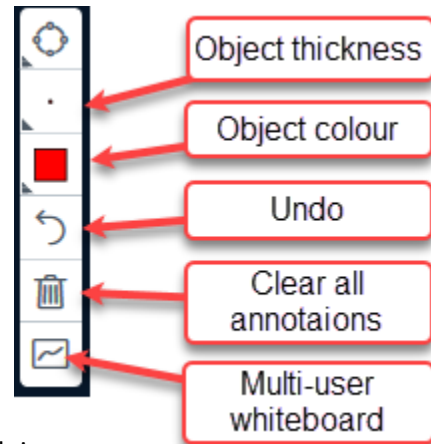 Object thickness
Object colour
Undo
Clear all
annotaions
Multi-user
whiteboard